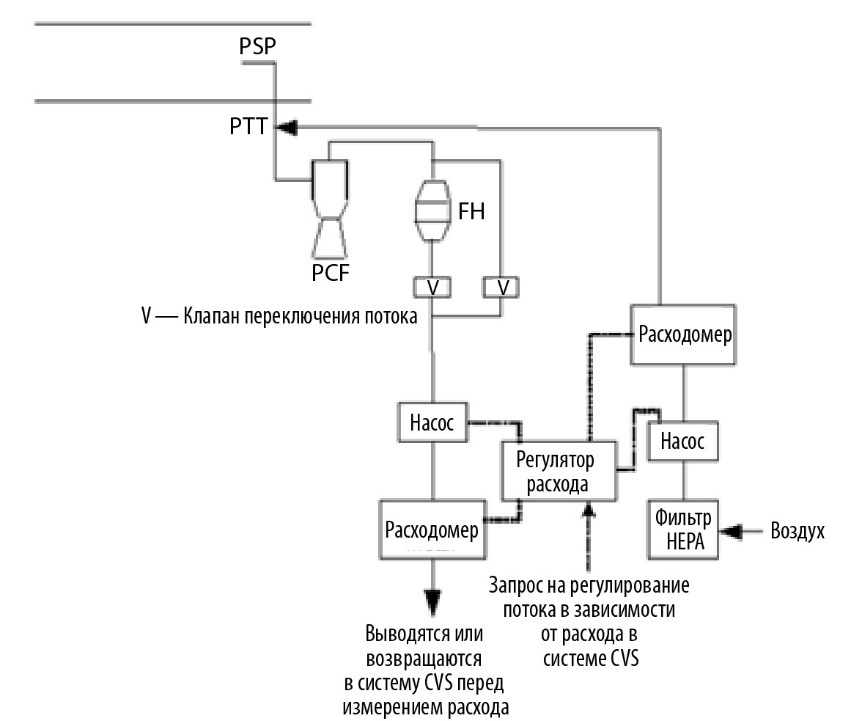 PSP
PTT
FH
PCF
V
V
V — Клапан переключения потока
Расходомер
Насос
Насос
Регулятор
расхода
Расходомер
Фильтр
HEPA
Воздух
Запрос на регулирование
потока в зависимости
от расхода в
системе CVS
Выводятся или
возвращаются
в систему CVS перед
измерением расхода